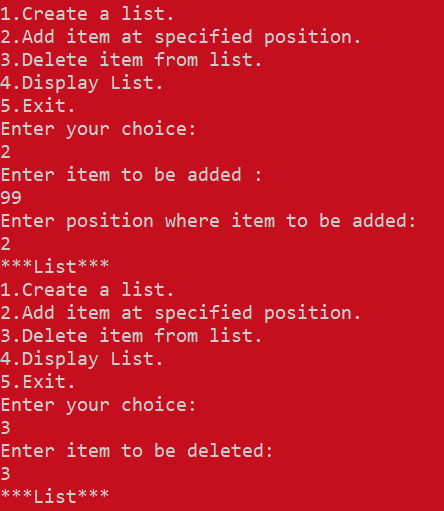 1.Create a list.
2.Add item at specified position.
3.Delete item from list.
4.Display List.
5.Exit.
Enter your choice:
2
Enter item to be added :
99
Enter position where item to be added:
2
***List***
1.Create a list.
2.Add item at specified position.
3.Delete item from list.
4.Display List.
5.Exit.
Enter your choice:
3
Enter item to be deleted:
3
***List***